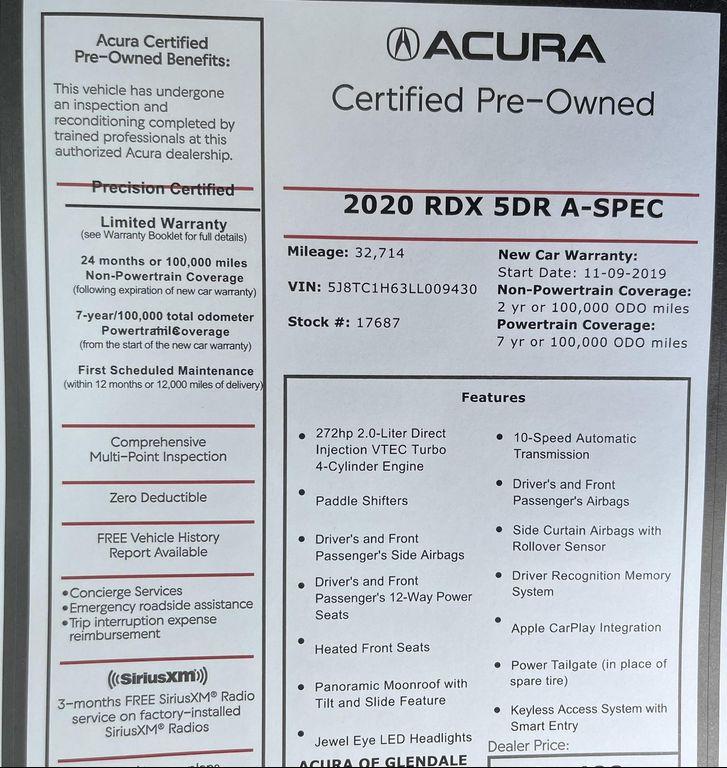 Acura Certified
Pre-Owned Benefits:
This vehicle has undergone
an inspection and
reconditioning completed by
trained professionals at this
authorized Acura dealership.
Precision Certified
Limited Warranty
(see Warranty Booklet for full details)
24 months or 100,000 miles
Non-Powertrain Coverage
(following expiration of new car warranty)
7-year/100,000 total odometer
Powertrain Coverage
(from the start of the new car warranty)
First Scheduled Maintenance
(within 12 months or 12,000 miles of delivery)
Comprehensive
Multi-Point Inspection
Zero Deductible
FREE Vehicle History
Report Available
•Concierge Services
•Emergency roadside assistance
•Trip interruption expense
reimbursement
((SiriusXM))
3-months FREE SiriusXM® Radio
service on factory-installed
SiriusXM® Radios
ACURA
Certified Pre-Owned
2020 RDX 5DR A-SPEC
Mileage: 32,714
VIN: 5J8TC1H63LL009430
Stock #: 17687
New Car Warranty:
Start Date: 11-09-2019
Non-Powertrain Coverage:
2 yr or 100,000 ODO miles
Powertrain Coverage:
7 yr or 100,000 ODO miles
Features
• 272hp 2.0-Liter Direct
Injection VTEC Turbo
4-Cylinder Engine
• Paddle Shifters
• Driver's and Front
Passenger's Side Airbags
• Driver's and Front
Passenger's 12-Way Power
Seats
• Heated Front Seats
• Panoramic Moonroof with
Tilt and Slide Feature
• Jewel Eye LED Headlights
• 10-Speed Automatic
Transmission
• Driver's and Front
Passenger's Airbags
• Side Curtain Airbags with
Rollover Sensor
• Driver Recognition Memory
System
• Apple CarPlay Integration
• Power Tailgate (in place of
spare tire)
• Keyless Access System with
Smart Entry
ACURA OF GLENDALE
Dealer Price: